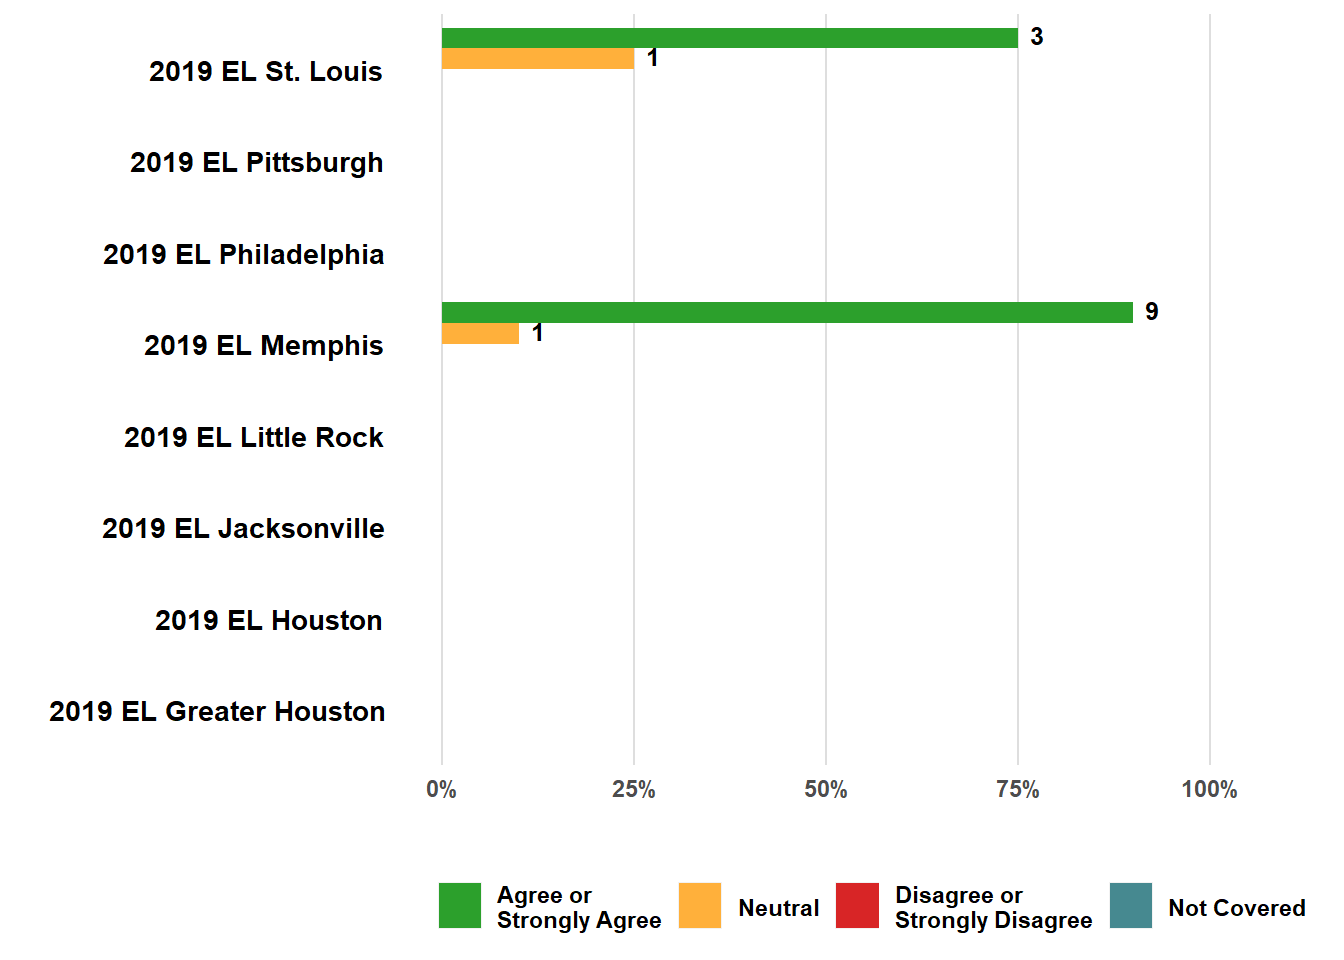 3
1
2019 EL St. Louis
2019 EL Pittsburgh
2019 EL Philadelphia
9
1
2019 EL Memphis
2019 EL Little Rock
2019 EL Jacksonville
2019 EL Houston
2019 EL Greater Houston
0% 25% 50% 75% 100%
Agree or
Strongly Agree
Neutral
Disagree or
Strongly Disagree
Not Covered